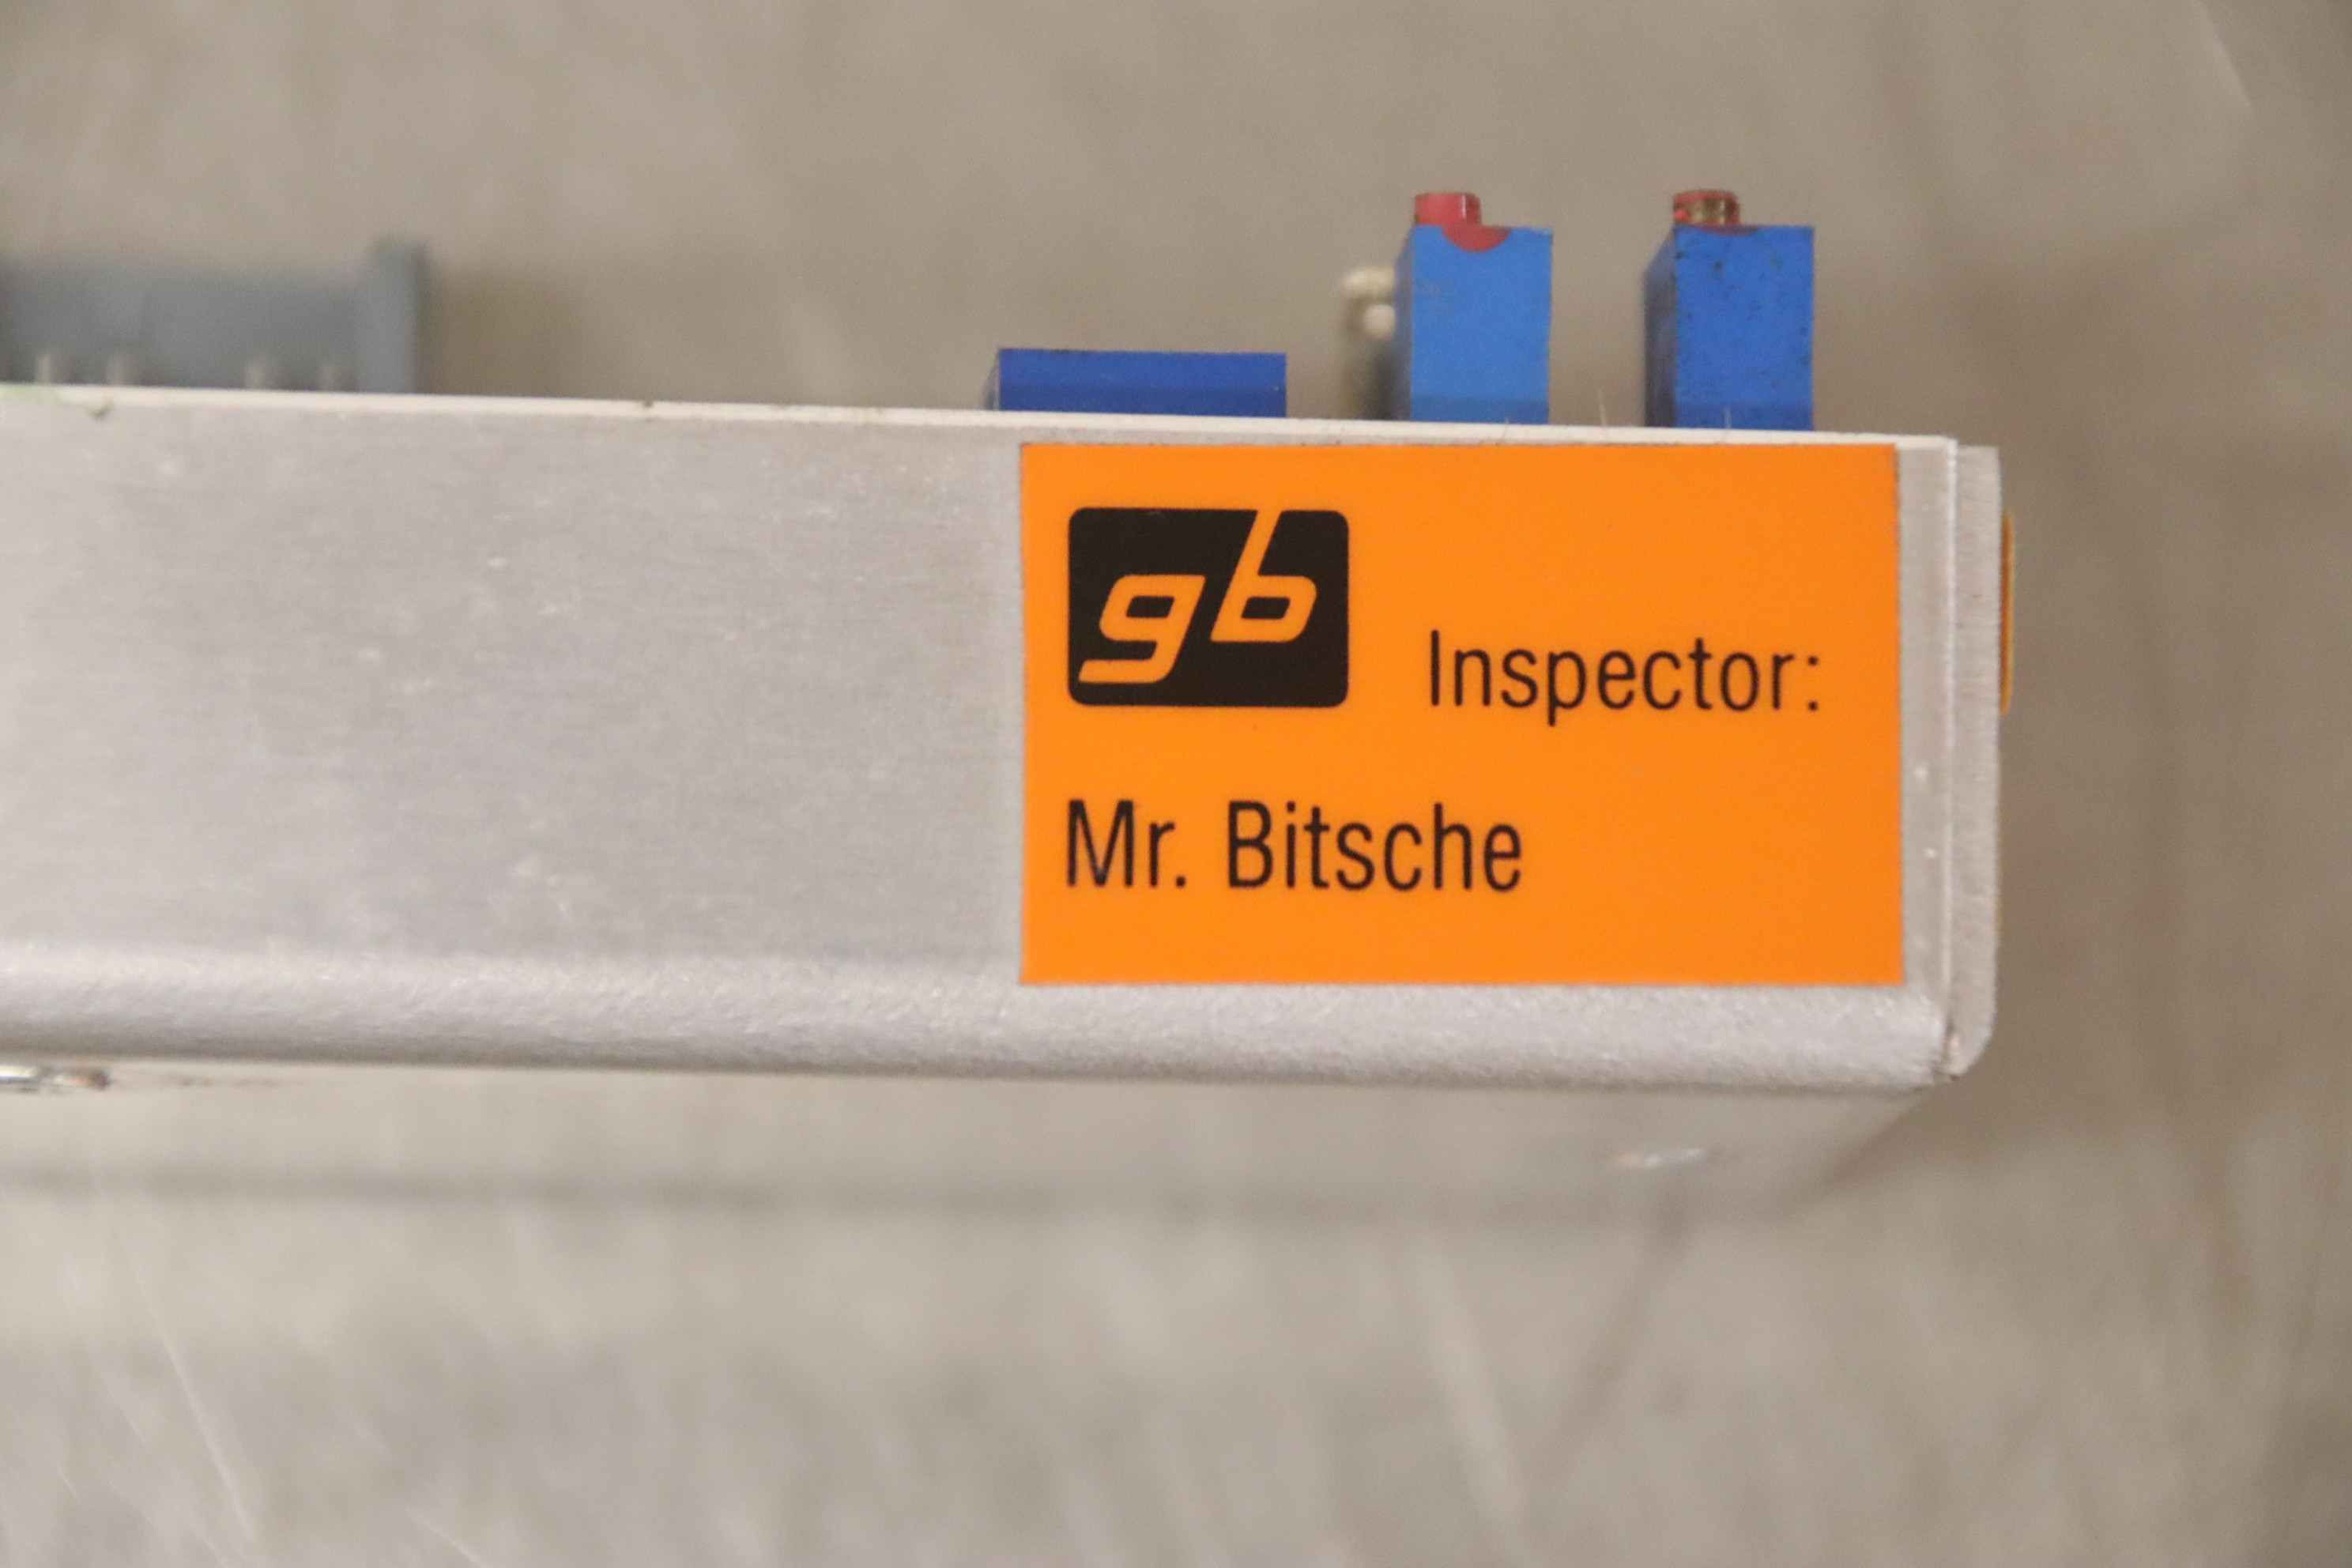 gb Inspector:
Mr. Bitsche